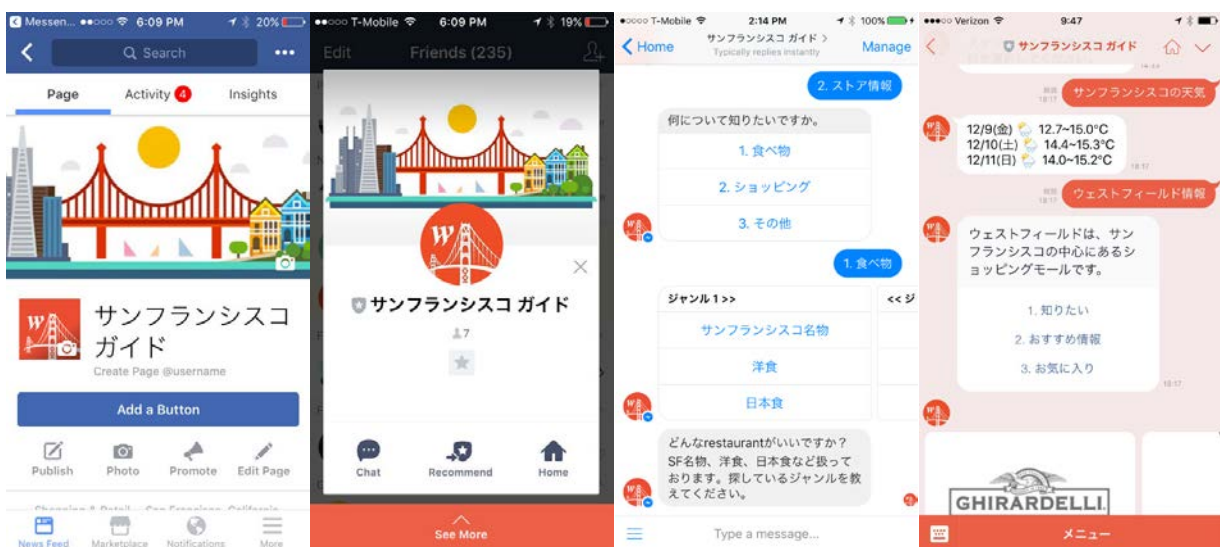 Messen... 6:09 PM 20%
Search
Page Activity 4 Insights
w
サンフランシスコ
ガイド
Create Page @username
Add a Button
Publish Photo Promote Edit Page
News Feed Marketplace Notifications More
T-Mobile 6:09 PM 19%
Edit Friends (235)
w
サンフランシスコ ガイド
7
Chat Recommend Home
See More
T-Mobile 2:14 PM 100%
Home サンフランシスコ ガイド Manage
Typically replies instantly
2. ストア情報
何について知りたいですか。
1. 食べ物
2. ショッピング
3. その他
1. 食べ物
ジャンル 1 >> << ジ
サンフランシスコ名物
洋食
日本食
どんなrestaurantがいいですか？
SF名物、洋食、日本食など扱って
おります。探しているジャンルを教
えてください。
Type a message...
Verizon 9:47
サンフランシスコ ガイド
サンフランシスコの天気
18:17
12/9(金) 12.7~15.0°C
12/10(土) 14.4~15.3°C
12/11(日) 14.0~15.2°C
18:17
ウェストフィールド情報
18:17
ウェストフィールドは、サン
フランシスコの中心にあるシ
ョッピングモールです。
1. 知りたい
2. おすすめ情報
3. お気に入り
18:17
GHIRARDELLI
メニュー